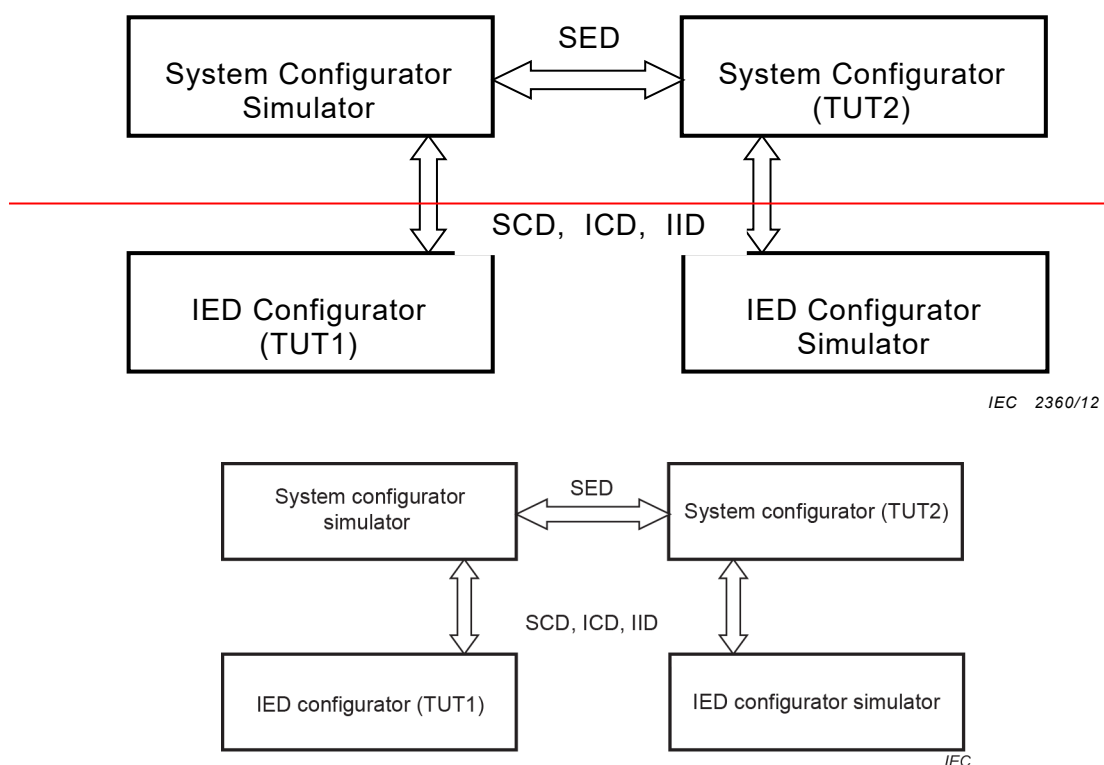 SED
System Configurator
Simulator
System Configurator
(TUT2)
SCD, ICD, IID
IED Configurator
(TUT1)
IED Configurator
Simulator
IEC 2360/12
SED
System configurator
simulator
System configurator (TUT2)
SCD, ICD, IID
IED configurator (TUT1)
IED configurator simulator
IEC